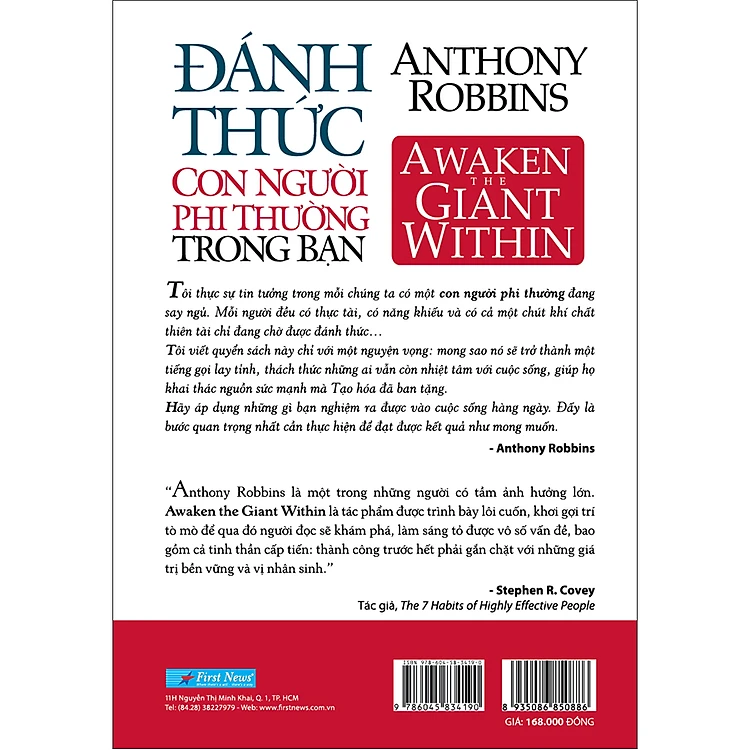 ĐÁNH
THỨC
CON NGƯỜI
PHI THƯỜNG
TRONG BẠN
ANTHONY
ROBBINS
AWAKEN
THE
GIANT
WITHIN
Tôi thực sự tin tưởng trong mỗi chúng ta có một con người phi thường đang
say ngủ. Mỗi người đều có thực tài, có năng khiếu và có cả một chút khí chất
thiên tài chỉ đang chờ được đánh thức...
Tôi viết quyển sách này chỉ với một nguyện vọng: mong sao nó sẽ trở thành một
tiếng gọi lay tỉnh, thách thức những ai vẫn còn nhiệt tâm với cuộc sống, giúp họ
khai thác nguồn sức mạnh mà Tạo hóa đã ban tặng.
Hãy áp dụng những gì bạn nghiệm ra được vào cuộc sống hàng ngày. Đấy là
bước quan trọng nhất cần thực hiện để đạt được kết quả như mong muốn.
- Anthony Robbins
“Anthony Robbins là một trong những người có tầm ảnh hưởng lớn.
Awaken the Giant Within là tác phẩm được trình bày lôi cuốn, khơi gợi trí
tò mò để qua đó người đọc sẽ khám phá, làm sáng tỏ được vô số vấn đề, bao
gồm cả tinh thần cấp tiến: thành công trước hết phải gắn chặt với những giá
trị bền vững và vị nhân sinh.”
- Stephen R. Covey
Tác giả, The 7 Habits of Highly Effective People
First News
11H Nguyễn Thị Minh Khai, Q. 1, TP. HCM
Tel: (84.28) 38227979 - Web: www.firstnews.com.vn
ISBN 978-604-58-3419-0
9 786045 834190
8 935086 850886
GIÁ: 168.000 ĐỒNG